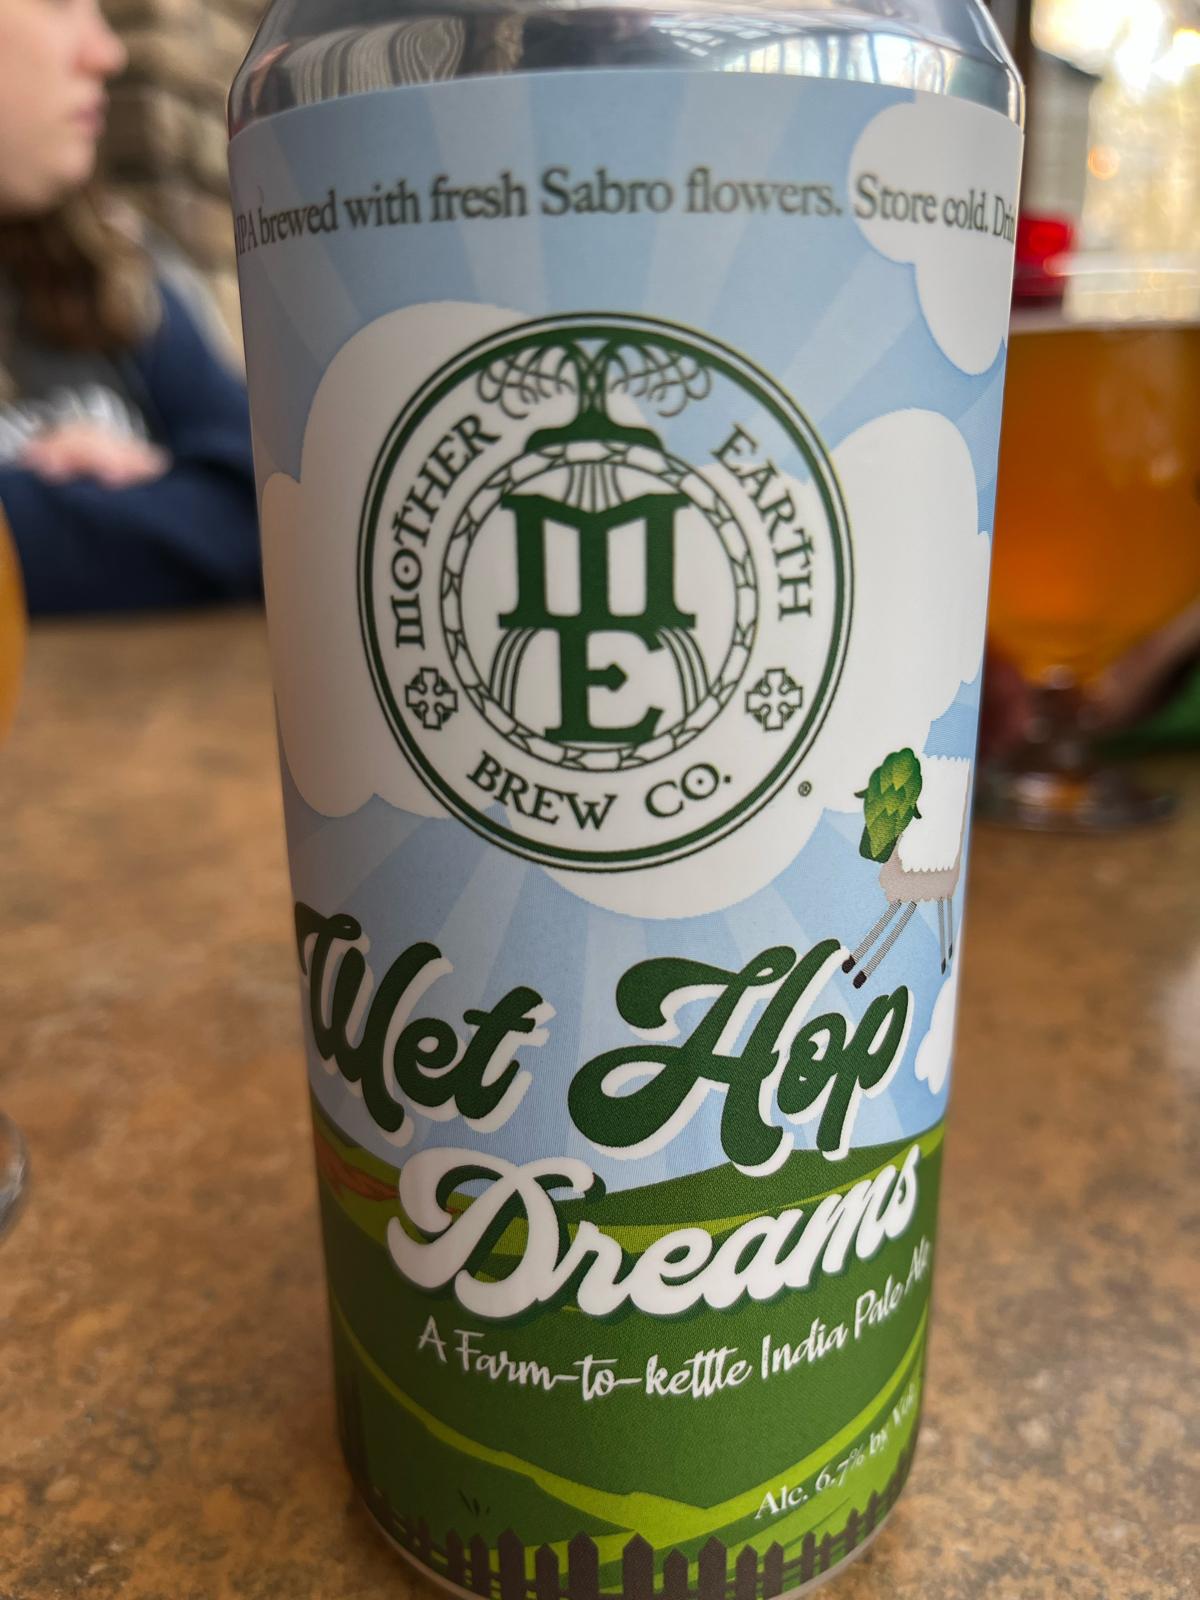 IPA brewed with fresh Sabro flowers. Store cold.
MOTHER EARTH
BREW CO.
ME
®
Wet Hop
Dreams
A Farm-to-kettle India Pale Ale
Alc. 6.7% by Vol.